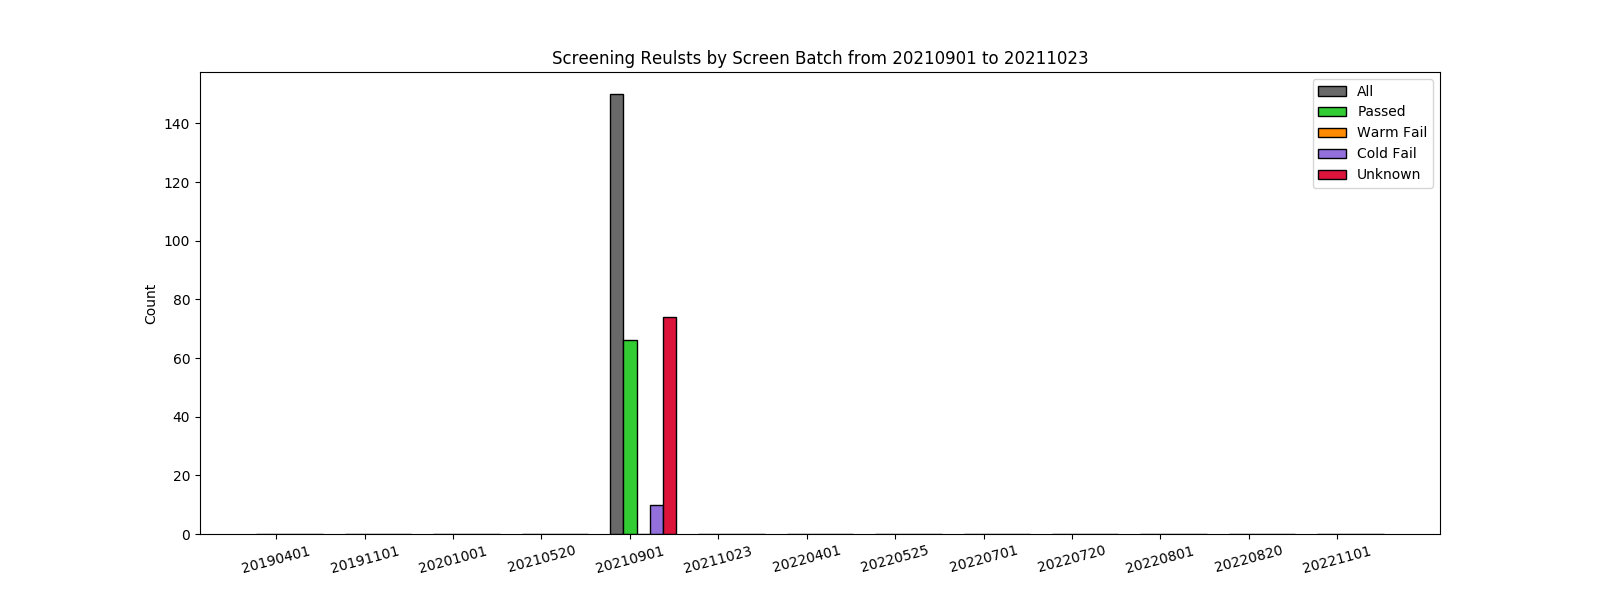 Screening Reulsts by Screen Batch from 20210901 to 20211023
All
Passed
Warm Fail
Cold Fail
Unknown
Count
140
120
100
80
60
40
20
0
20190401 20191101 20201001 20210520 20210901 20211023 20220401 20220525 20220701 20220720 20220801 20220820 20221101